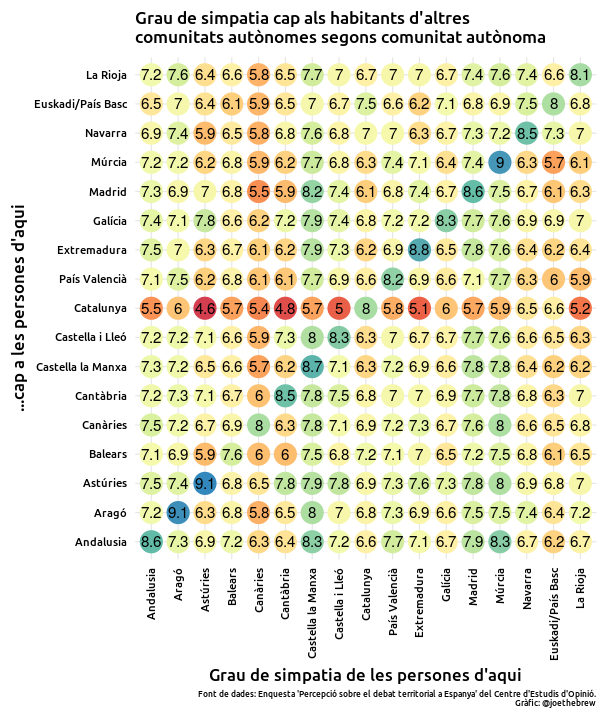 Grau de simpatia cap als habitants d'altres
comunitats autònomes segons comunitat autònoma
...cap a les persones d'aqui
La Rioja 7.2 7.6 6.4 6.6 5.8 6.5 7.7 7 6.7 7 7 6.7 7.4 7.6 7.4 6.6 8.1
Euskadi/País Basc 6.5 7 6.4 6.1 5.9 6.5 7 6.7 7.5 6.6 6.2 7.1 6.8 6.9 7.5 8 6.8
Navarra 6.9 7.4 5.9 6.5 5.8 6.8 7.6 6.8 7 7 6.3 6.7 7.3 7.2 8.5 7.3 7
Múrcia 7.2 7.2 6.2 6.8 5.9 6.2 7.7 6.8 6.3 7.4 7.1 6.4 7.4 9 6.3 5.7 6.1
Madrid 7.3 6.9 7 6.8 5.5 5.9 8.2 7.4 6.1 6.8 7.4 6.7 8.6 7.5 6.7 6.1 6.3
Galícia 7.4 7.1 7.8 6.6 6.2 7.2 7.9 7.4 6.8 7.2 7.2 8.3 7.7 7.6 6.9 6.9 7
Extremadura 7.5 7 6.3 6.7 6.1 6.2 7.9 7.3 6.2 6.9 8.8 6.5 7.8 7.6 6.4 6.2 6.4
País Valencià 7.1 7.5 6.2 6.8 6.1 6.1 7.7 6.9 6.6 8.2 6.9 6.6 7.1 7.7 6.3 6 5.9
Catalunya 5.5 6 4.6 5.7 5.4 4.8 5.7 5 8 5.8 5.1 6 5.7 5.9 6.5 6.6 5.2
Castella i Lleó 7.2 7.2 7.1 6.6 5.9 7.3 8 8.3 6.3 7 6.7 6.7 7.7 7.6 6.6 6.5 6.3
Castella la Manxa 7.3 7.2 6.5 6.6 5.7 6.2 8.7 7.1 6.3 7.2 6.9 6.6 7.8 7.8 6.4 6.2 6.2
Cantàbria 7.2 7.3 7.1 6.7 6 8.5 7.8 7.5 6.8 7 7 6.9 7.7 7.8 6.8 6.3 7
Canàries 7.5 7.2 6.7 6.9 8 6.3 7.8 7.1 6.9 7.2 7.3 6.7 7.6 8 6.6 6.5 6.8
Balears 7.1 6.9 5.9 7.6 6 6 7.5 6.8 7.2 7.1 7 6.5 7.2 7.5 6.8 6.1 6.5
Astúries 7.5 7.4 9.1 6.8 6.5 7.8 7.9 7.8 6.9 7.3 7.6 7.3 7.8 8 6.9 6.8 7
Aragó 7.2 9.1 6.3 6.8 5.8 6.5 8 7 6.8 7.3 6.9 6.6 7.5 7.5 7.4 6.4 7.2
Andalusia 8.6 7.3 6.9 7.2 6.3 6.4 8.3 7.2 6.6 7.7 7.1 6.7 7.9 8.3 6.7 6.2 6.7
Andalusia
Aragó
Astúries
Balears
Canàries
Cantàbria
Castella la Manxa
Castella i Lleó
Catalunya
País Valencià
Extremadura
Galícia
Madrid
Múrcia
Navarra
Euskadi/País Basc
La Rioja
Grau de simpatia de les persones d'aqui
Font de dades: Enquesta 'Percepció sobre el debat territorial a Espanya' del Centre d'Estudis d'Opinió.
Gràfic: @joethebrew